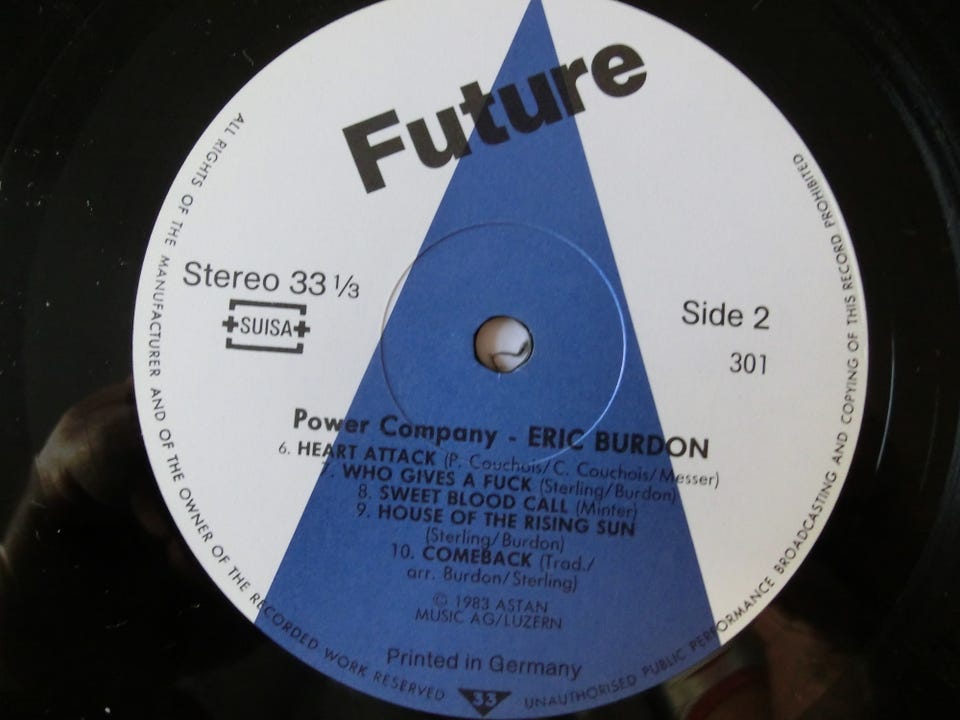 Future
ALL RIGHTS OF THE MANUFACTURER AND OF THE OWNER OF THE RECORDED WORK RESERVED
UNAUTHORISED PUBLIC PERFORMANCE BROADCASTING AND COPYING OF THIS RECORD PROHIBITED
Stereo 33 1/3
SUISA
Side 2
301
Power Company - ERIC BURDON
6. HEART ATTACK (P. Couchois/C. Couchois/Messer)
7. WHO GIVES A FUCK (Sterling/Burdon)
8. SWEET BLOOD CALL (Minter)
9. HOUSE OF THE RISING SUN
(Sterling/Burdon)
10. COMEBACK (Trad./
arr. Burdon/Sterling)
© 1983 ASTAN
MUSIC AG/LUZERN
Printed in Germany
33